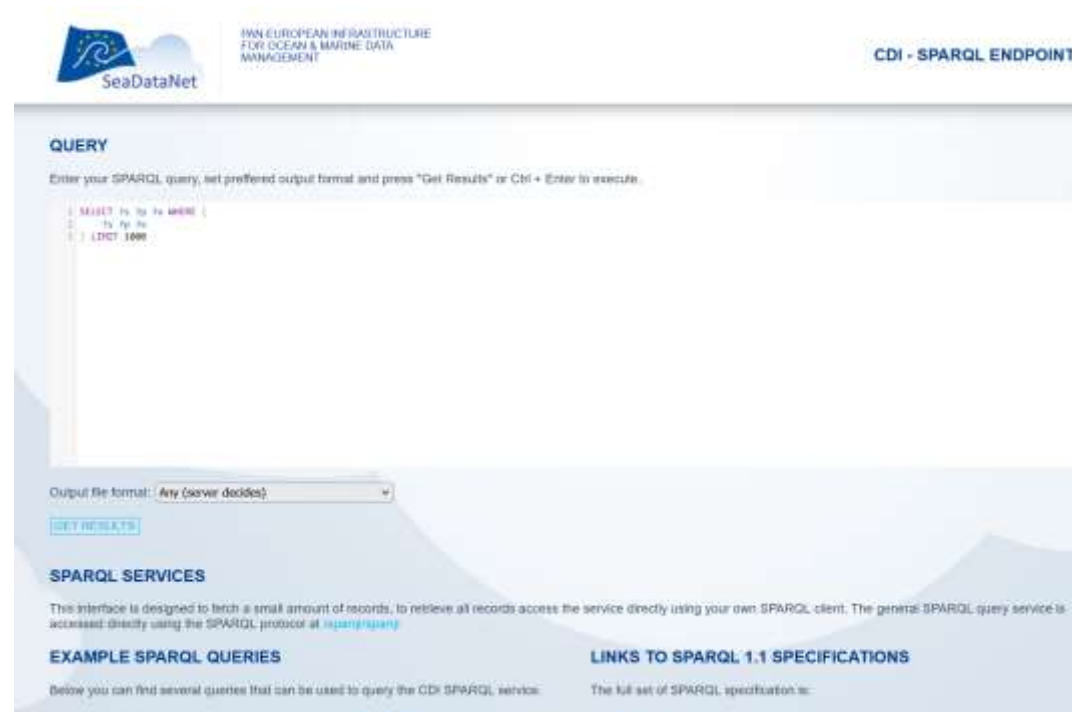 PAN EUROPEAN INFRASTRUCTURE
FOR OCEAN & MARINE DATA
MANAGEMENT
SeaDataNet
CDI - SPARQL ENDPOINT
QUERY
Enter your SPARQL query, set preffered output format and press "Get Results" or Ctrl + Enter to execute.
1 SELECT ?s ?p ?o WHERE {
2 ?s ?p ?o
3 } LIMIT 1000
Output file format: Any (server decides)
GET RESULTS
SPARQL SERVICES
This interface is designed to fetch a small amount of records, to retrieve all records access the service directly using your own SPARQL client. The general SPARQL query service is
accessed directly using the SPARQL protocol at /sparql/sparql
EXAMPLE SPARQL QUERIES
LINKS TO SPARQL 1.1 SPECIFICATIONS
Below you can find several queries that can be used to query the CDI SPARQL service.
The full set of SPARQL specification is: